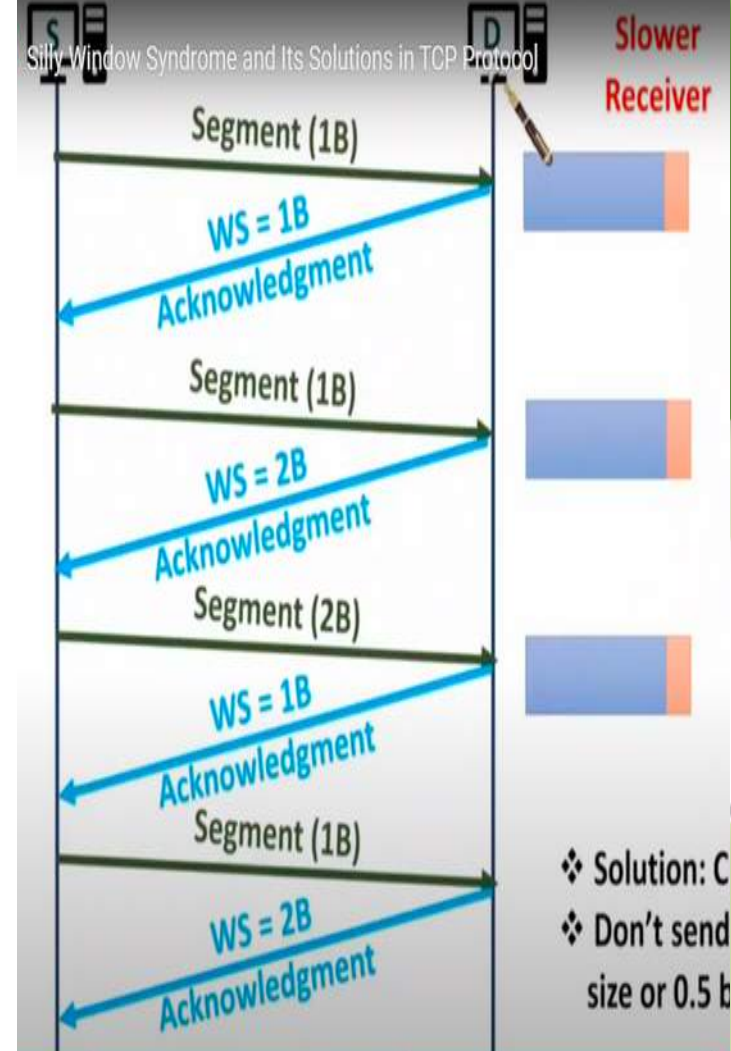 S
D
Silly Window Syndrome and Its Solutions in TCP Protocol
Slower
Receiver
Segment (1B)
WS = 1B
Acknowledgment
Segment (1B)
WS = 2B
Acknowledgment
Segment (2B)
WS = 1B
Acknowledgment
Segment (1B)
WS = 2B
Acknowledgment
❖ Solution: C
❖ Don't send
size or 0.5 b